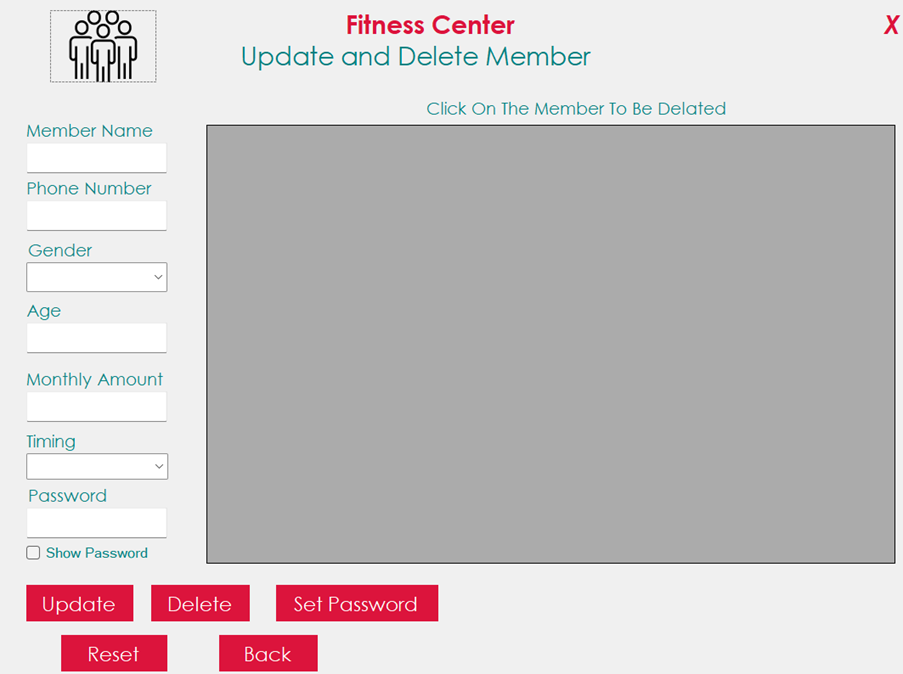 Fitness Center
X
Update and Delete Member
Click On The Member To Be Delated
Member Name
Phone Number
Gender
Age
Monthly Amount
Timing
Password
Show Password
Update Delete Set Password
Reset Back